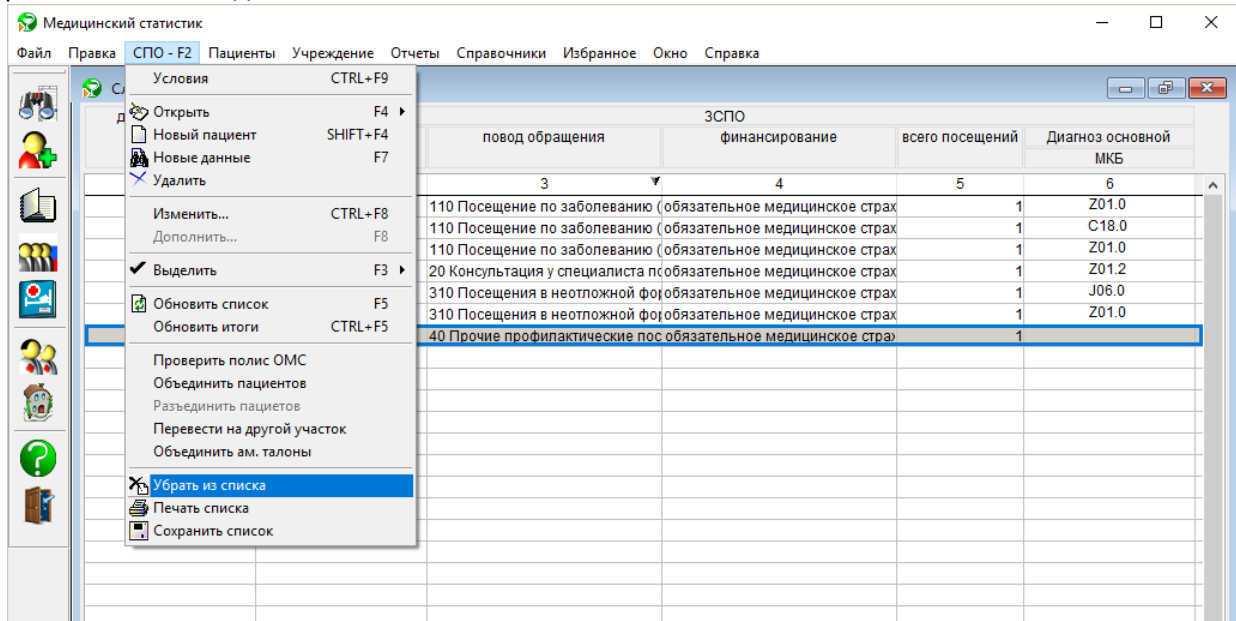 Медицинский статистик
Файл Правка СПО - F2 Пациенты Учреждение Отчеты Справочники Избранное Окно Справка
Условия CTRL+F9
Открыть F4
Новый пациент SHIFT+F4
Новые данные F7
Удалить
Изменить... CTRL+F8
Дополнить... F8
Выделить F3
Обновить список F5
Обновить итоги CTRL+F5
Проверить полис ОМС
Объединить пациентов
Разъединить пациетов
Перевести на другой участок
Объединить ам. талоны
Убрать из списка
Печать списка
Сохранить список
ЗСПО
повод обращения финансирование всего посещений Диагноз основной
МКБ
3 4 5 6
110 Посещение по заболеванию ( обязательное медицинское страх 1 Z01.0
110 Посещение по заболеванию ( обязательное медицинское страх 1 C18.0
110 Посещение по заболеванию ( обязательное медицинское страх 1 Z01.0
20 Консультация у специалиста по обязательное медицинское страх 1 Z01.2
310 Посещения в неотложной фор обязательное медицинское страх 1 J06.0
310 Посещения в неотложной фор обязательное медицинское страх 1 Z01.0
40 Прочие профилактические пос обязательное медицинское страх 1